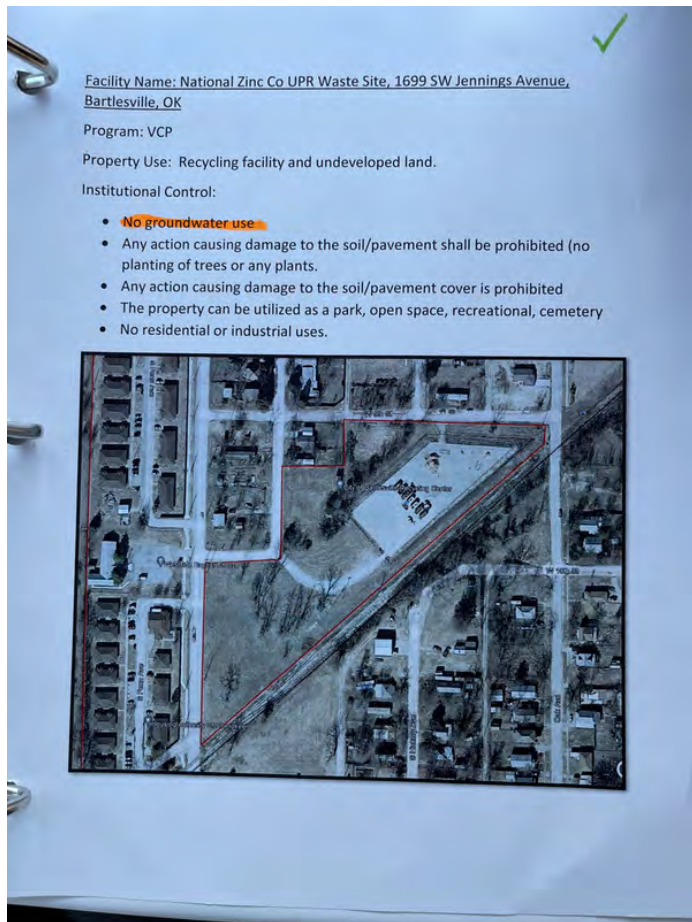 Facility Name: National Zinc Co UPR Waste Site, 1699 SW Jennings Avenue,
Bartlesville, OK
Program: VCP
Property Use: Recycling facility and undeveloped land.
Institutional Control:
• No groundwater use
• Any action causing damage to the soil/pavement shall be prohibited (no
planting of trees or any plants.
• Any action causing damage to the soil/pavement cover is prohibited
• The property can be utilized as a park, open space, recreational, cemetery
• No residential or industrial uses.